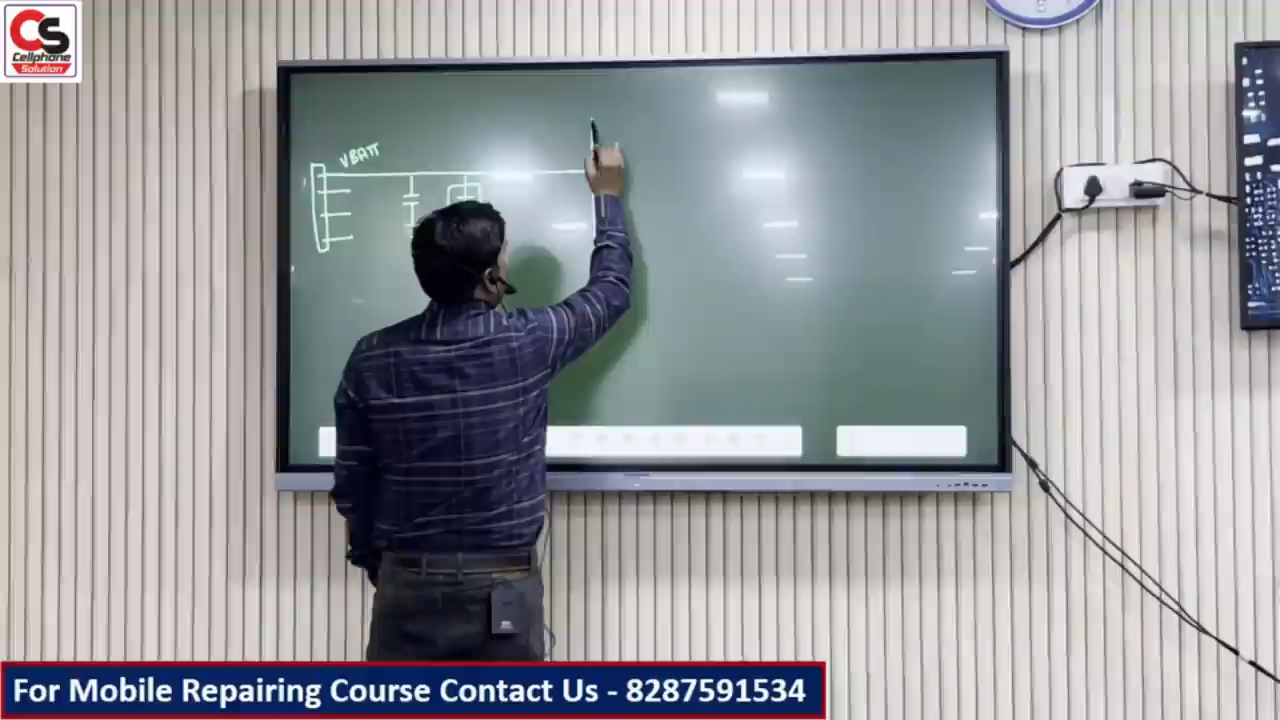 CS
Cellphone
Solution
VBATT
For Mobile Repairing Course Contact Us - 8287591534